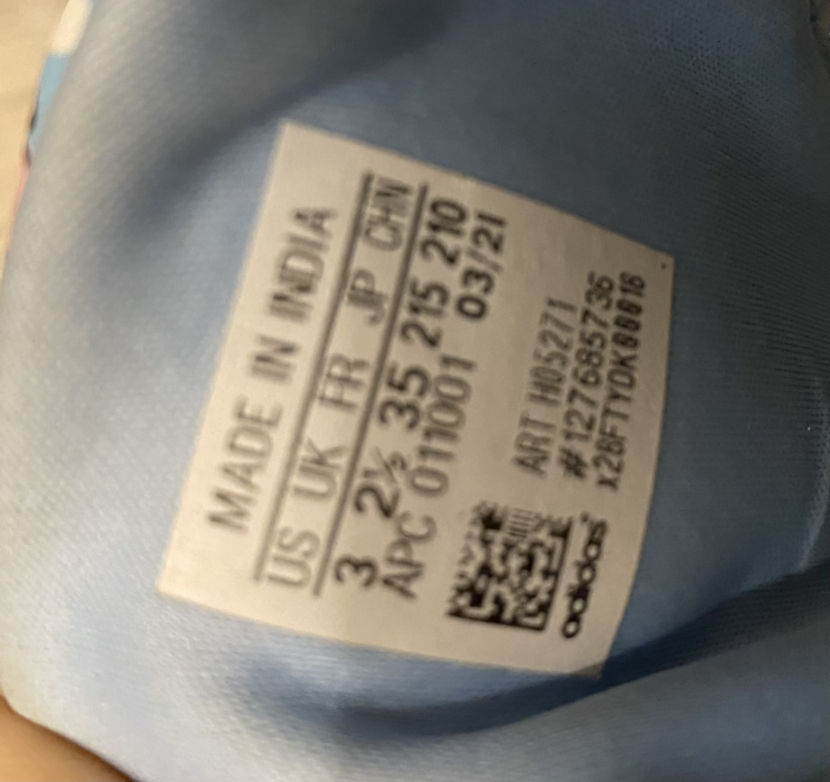 MADE IN INDIA
US UK FR JP CHN
3 2½ 35 215 210
APC 011001 03/21
ART H05271
#127685736
x28FTYDK00016
adidas